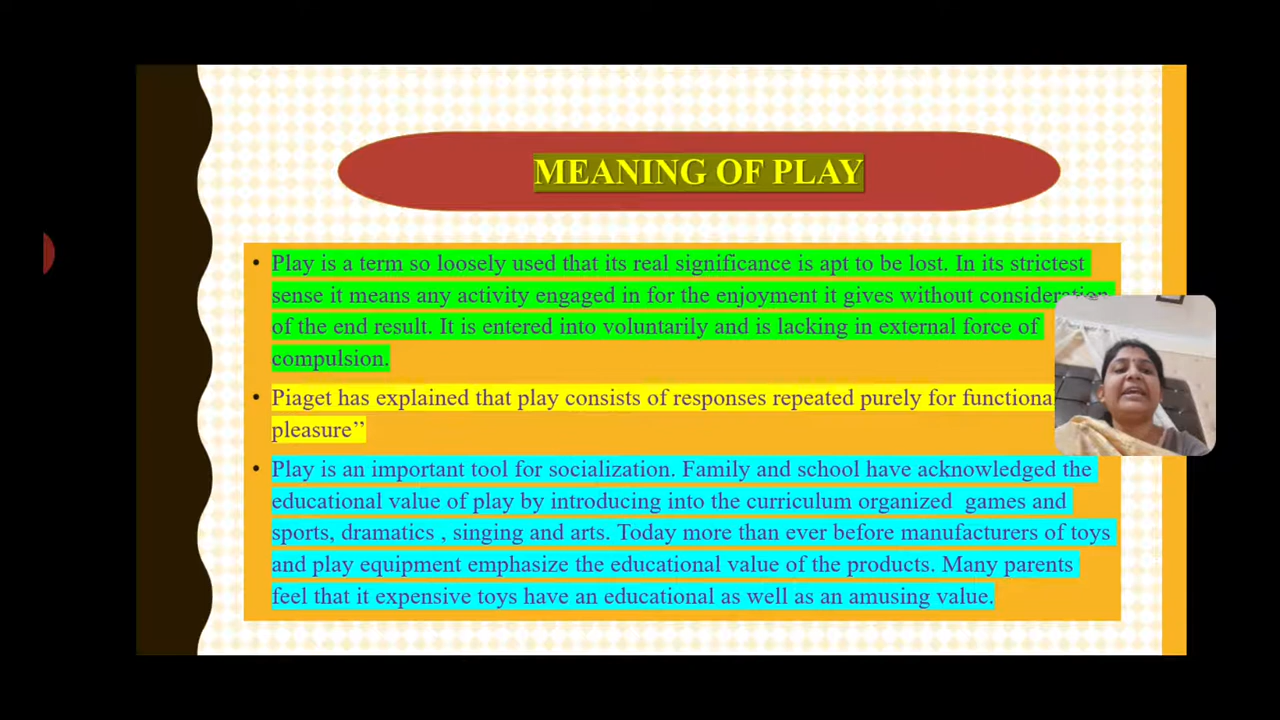 MEANING OF PLAY
• Play is a term so loosely used that its real significance is apt to be lost. In its strictest
sense it means any activity engaged in for the enjoyment it gives without consideration
of the end result. It is entered into voluntarily and is lacking in external force of
compulsion.
• Piaget has explained that play consists of responses repeated purely for functiona
pleasure’’
• Play is an important tool for socialization. Family and school have acknowledged the
educational value of play by introducing into the curriculum organized games and
sports, dramatics , singing and arts. Today more than ever before manufacturers of toys
and play equipment emphasize the educational value of the products. Many parents
feel that it expensive toys have an educational as well as an amusing value.